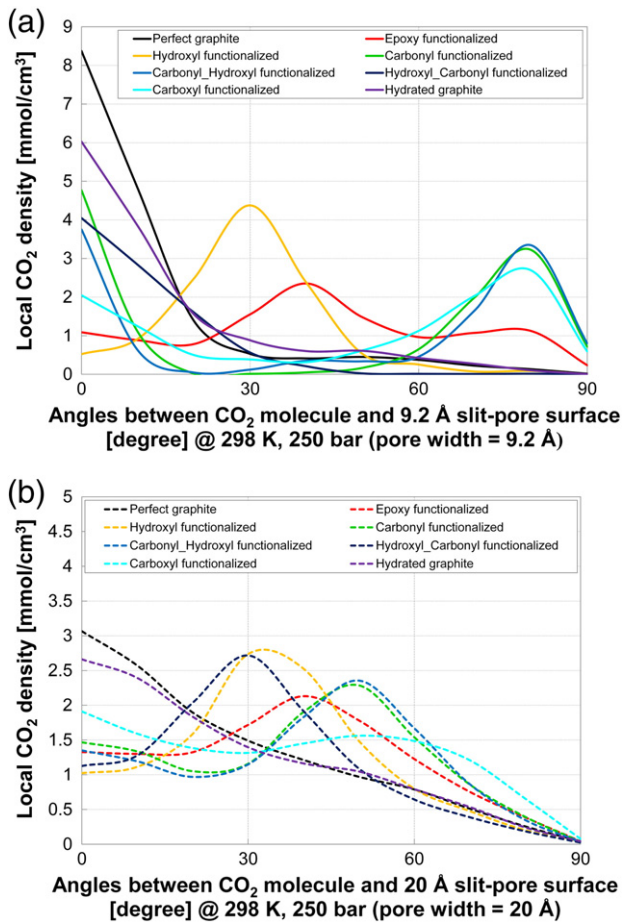 (a)
9
8
7
6
5
4
3
2
1
0
Local CO2 density [mmol/cm3]
Perfect graphite
Epoxy functionalized
Hydroxyl functionalized
Carbonyl functionalized
Carbonyl_Hydroxyl functionalized
Hydroxyl_Carbonyl functionalized
Carboxyl functionalized
Hydrated graphite
0
30
60
90
Angles between CO2 molecule and 9.2 Å slit-pore surface
[degree] @ 298 K, 250 bar (pore width = 9.2 Å)
(b)
5
4.5
4
3.5
3
2.5
2
1.5
1
0.5
0
Local CO2 density [mmol/cm3]
Perfect graphite
Epoxy functionalized
Hydroxyl functionalized
Carbonyl functionalized
Carbonyl_Hydroxyl functionalized
Hydroxyl_Carbonyl functionalized
Carboxyl functionalized
Hydrated graphite
0
30
60
90
Angles between CO2 molecule and 20 Å slit-pore surface
[degree] @ 298 K, 250 bar (pore width = 20 Å)